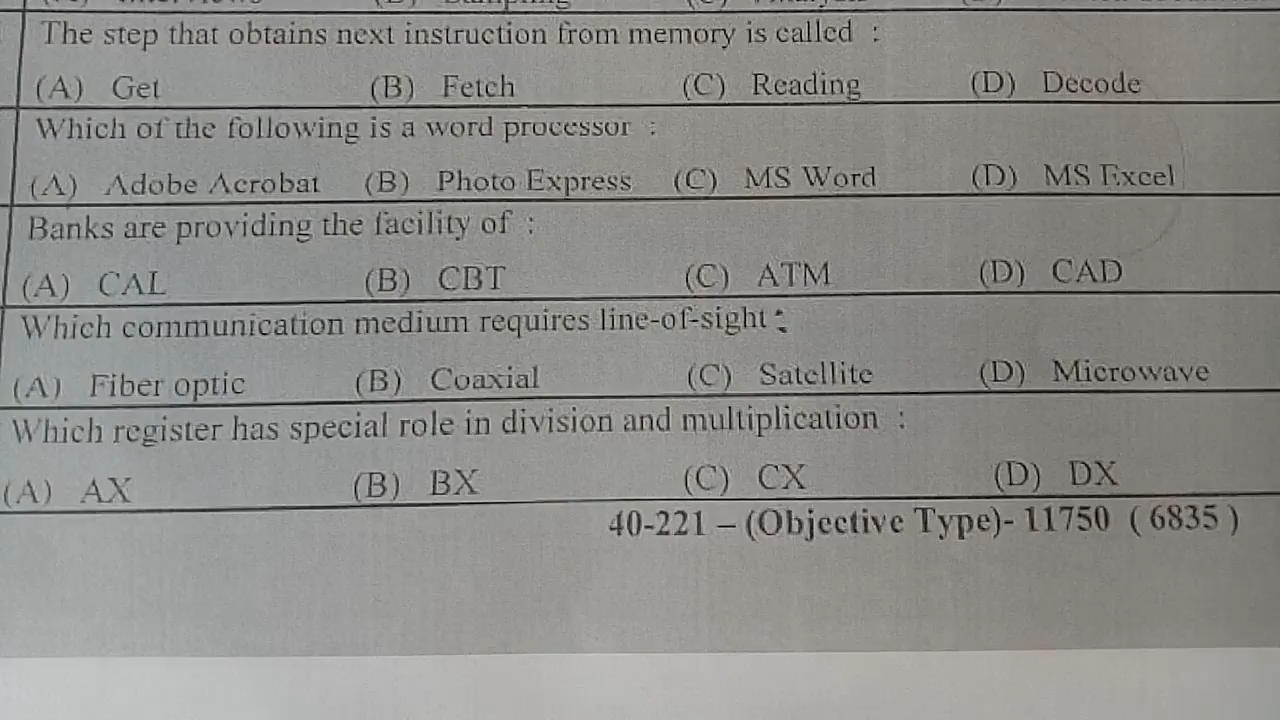 The step that obtains next instruction from memory is called :
(A) Get (B) Fetch (C) Reading (D) Decode
Which of the following is a word processor :
(A) Adobe Acrobat (B) Photo Express (C) MS Word (D) MS Excel
Banks are providing the facility of :
(A) CAL (B) CBT (C) ATM (D) CAD
Which communication medium requires line-of-sight :
(A) Fiber optic (B) Coaxial (C) Satellite (D) Microwave
Which register has special role in division and multiplication :
(A) AX (B) BX (C) CX (D) DX
40-221 – (Objective Type)- 11750 ( 6835 )